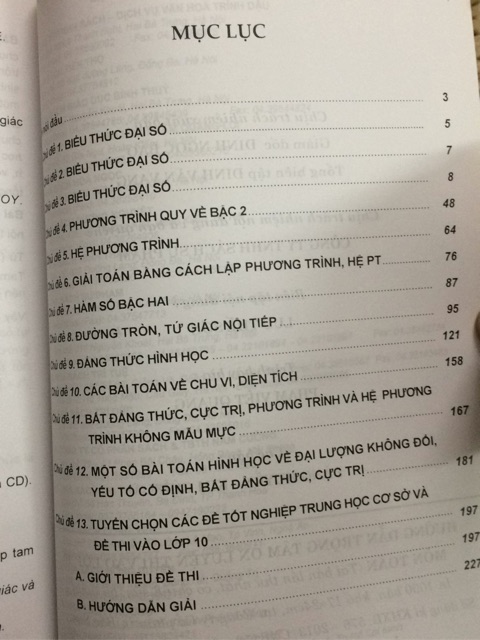 MỤC LỤC
đầu 3
Chủ đề 1. BIỂU THỨC ĐẠI SỐ 5
Chủ đề 2. BIỂU THỨC ĐẠI SỐ 7
Chủ đề 3. BIỂU THỨC ĐẠI SỐ 8
Chủ đề 4. PHƯƠNG TRÌNH QUY VỀ BẬC 2 48
Chủ đề 5. HỆ PHƯƠNG TRÌNH 64
Chủ đề 6. GIẢI TOÁN BẰNG CÁCH LẬP PHƯƠNG TRÌNH, HỆ PT 76
Chủ đề 7. HÀM SỐ BẬC HAI 87
Chủ đề 8. ĐƯỜNG TRÒN, TỨ GIÁC NỘI TIẾP 95
Chủ đề 9. ĐẲNG THỨC HÌNH HỌC 121
Chủ đề 10. CÁC BÀI TOÁN VỀ CHU VI, DIỆN TÍCH 158
Chủ đề 11. BẤT ĐẲNG THỨC, CỰC TRỊ, PHƯƠNG TRÌNH VÀ HỆ PHƯƠNG
TRÌNH KHÔNG MẪU MỰC 167
Chủ đề 12. MỘT SỐ BÀI TOÁN HÌNH HỌC VỀ ĐẠI LƯỢNG KHÔNG ĐỔI,
YẾU TỐ CỐ ĐỊNH, BẤT ĐẲNG THỨC, CỰC TRỊ 181
Chủ đề 13. TUYỂN CHỌN CÁC ĐỀ TỐT NGHIỆP TRUNG HỌC CƠ SỞ VÀ
ĐỀ THI VÀO LỚP 10 197
A. GIỚI THIỆU ĐỀ THI 197
B. HƯỚNG DẪN GIẢI 227
giác
OY.
CD).
tam
giác và